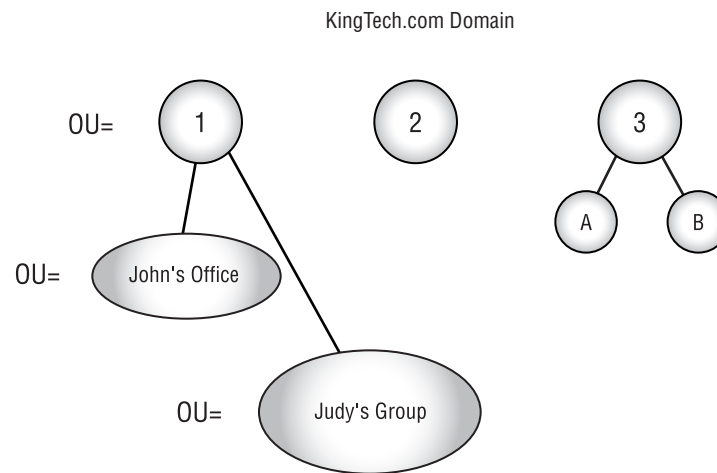 KingTech.com Domain
OU= 1 2 3
A B
OU= John's Office
OU= Judy's Group